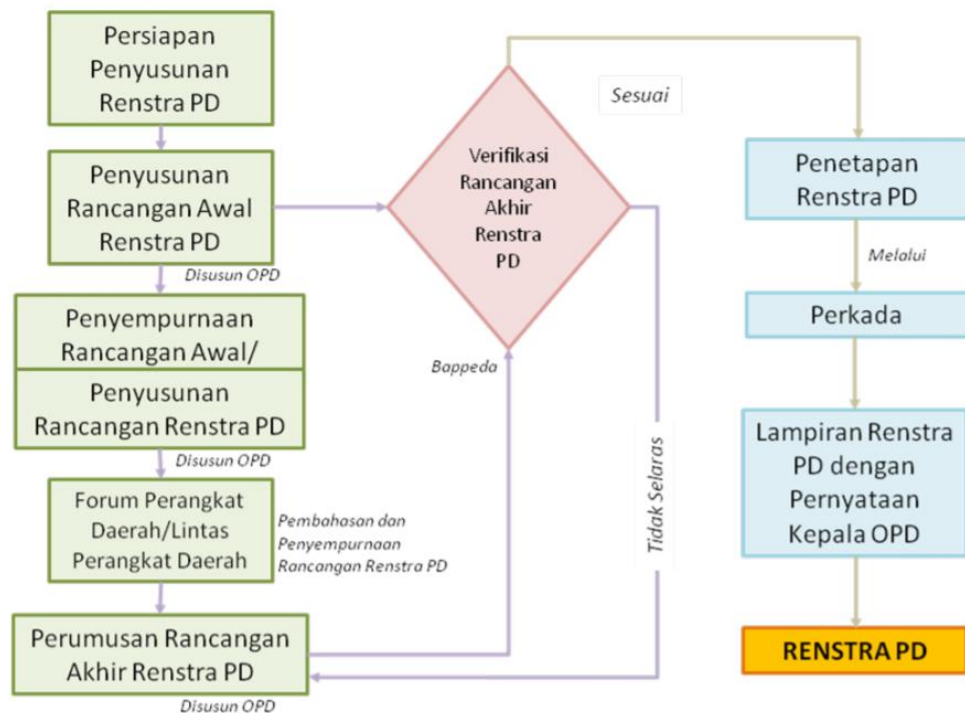 Persiapan
Penyusunan
Renstra PD
Penyusunan
Rancangan Awal
Renstra PD
Disusun OPD
Penyempurnaan
Rancangan Awal/
Penyusunan
Rancangan Renstra PD
Disusun OPD
Forum Perangkat
Daerah/Lintas
Perangkat Daerah
Pembahasan dan
Penyempurnaan
Rancangan Renstra PD
Perumusan Rancangan
Akhir Renstra PD
Disusun OPD
Verifikasi
Rancangan
Akhir
Renstra
PD
Bappeda
Sesuai
Tidak Selaras
Penetapan
Renstra PD
Melalui
Perkada
Lampiran Renstra
PD dengan
Pernyataan
Kepala OPD
RENSTRA PD